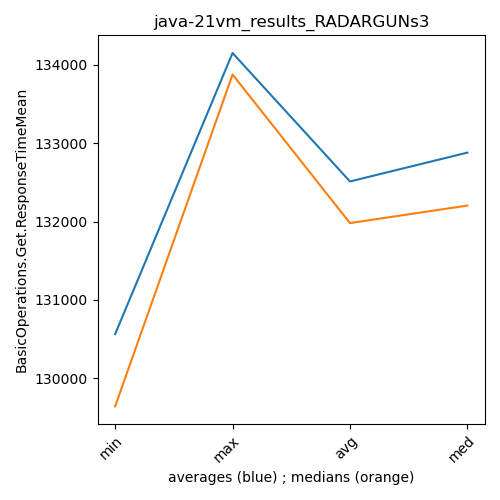 java-21vm_results_RADARGUNs3
134000
133000
132000
131000
130000
BasicOperations.Get.ResponseTimeMean
min
max
avg
med
averages (blue) ; medians (orange)